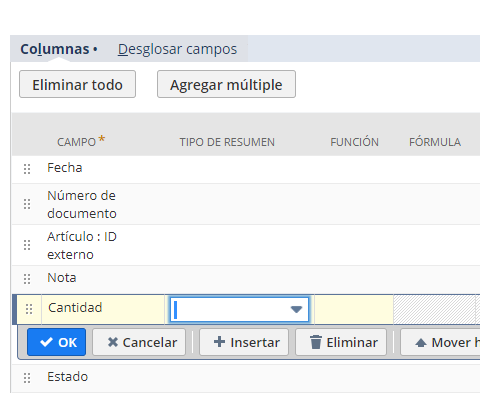 Columnas • Desglosar campos
Eliminar todo Agregar múltiple
CAMPO * TIPO DE RESUMEN FUNCIÓN FÓRMULA
Fecha
Número de
documento
Artículo : ID
externo
Nota
Cantidad
OK Cancelar Insertar Eliminar Mover h
Estado